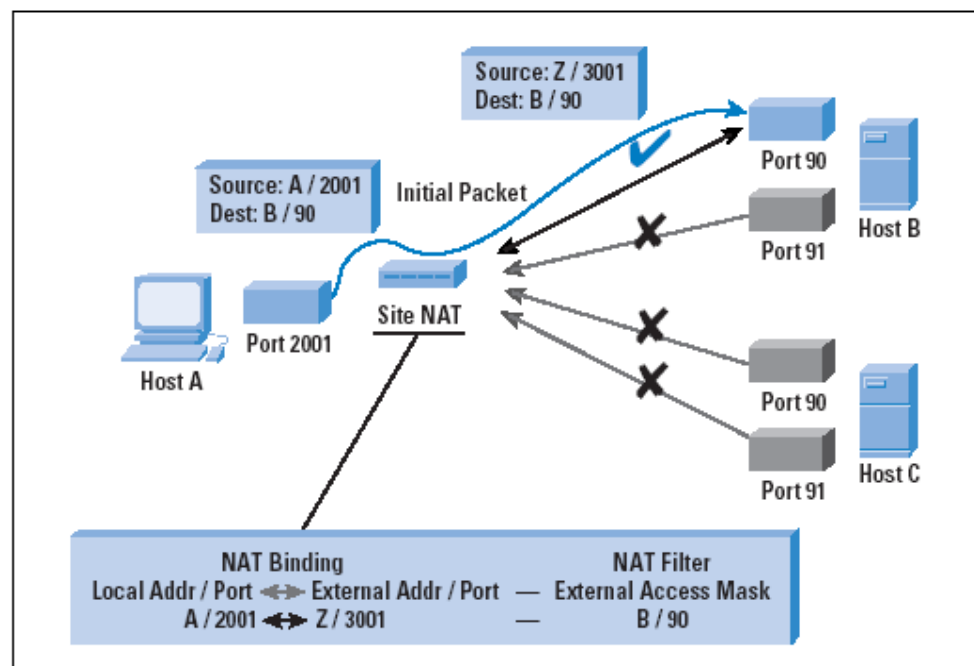 Source: Z / 3001
Dest: B / 90
Port 90
Source: A / 2001
Dest: B / 90
Initial Packet
Host B
Port 91
Site NAT
Port 2001
Host A
Port 90
Host C
Port 91
NAT Binding NAT Filter
Local Addr / Port External Addr / Port — External Access Mask
A / 2001 Z / 3001 — B / 90